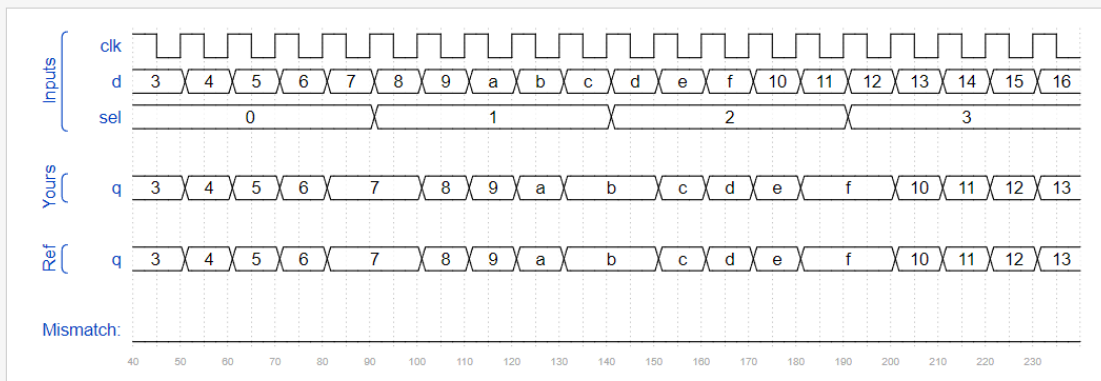 Inputs
clk
d 3 4 5 6 7 8 9 a b c d e f 10 11 12 13 14 15 16
sel 0 1 2 3
Yours
q 3 4 5 6 7 8 9 a b c d e f 10 11 12 13
Ref
q 3 4 5 6 7 8 9 a b c d e f 10 11 12 13
Mismatch:
40 50 60 70 80 90 100 110 120 130 140 150 160 170 180 190 200 210 220 230